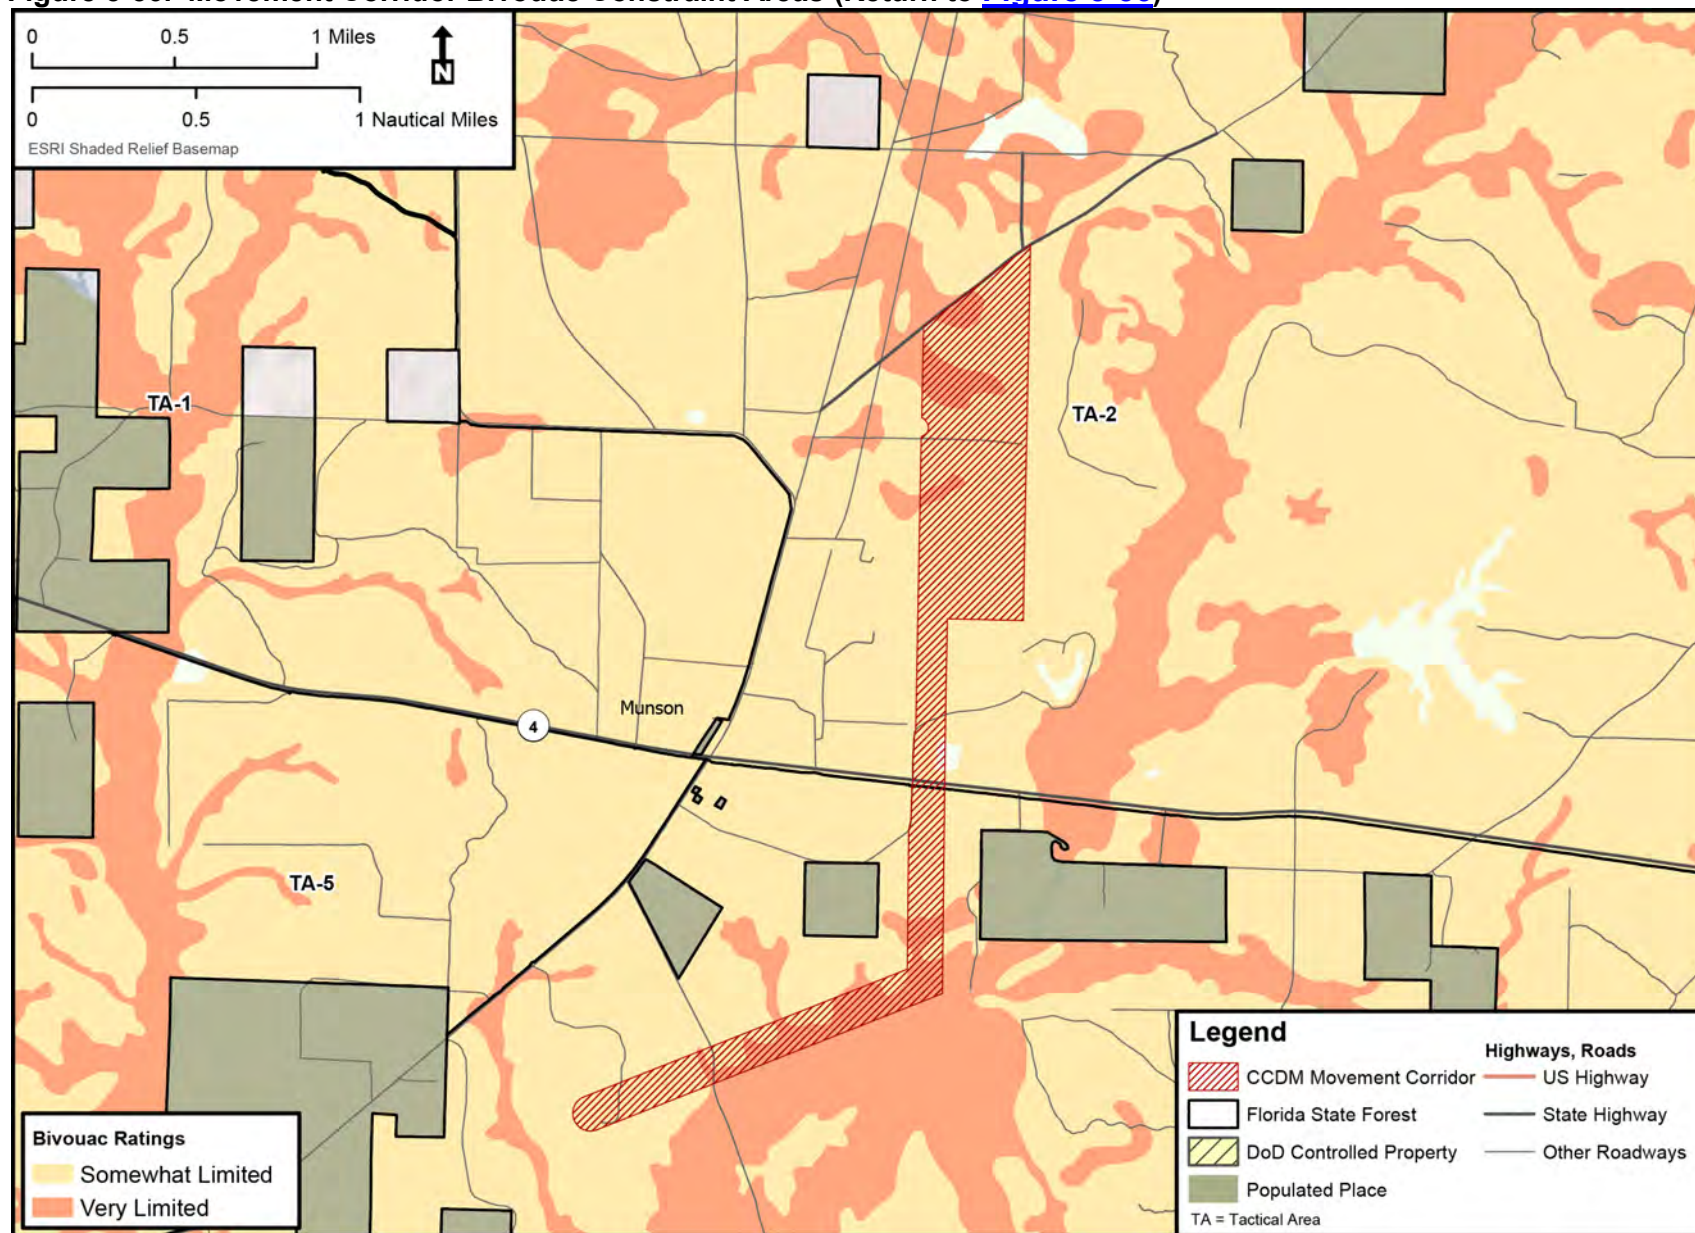 0 0.5 1 Miles
N
0 0.5 1 Nautical Miles
ESRI Shaded Relief Basemap
TA-1
TA-2
Munson
4
TA-5
Bivouac Ratings
Somewhat Limited
Very Limited
Legend
CCDM Movement Corridor
Florida State Forest
DoD Controlled Property
Populated Place
TA = Tactical Area
Highways, Roads
US Highway
State Highway
Other Roadways